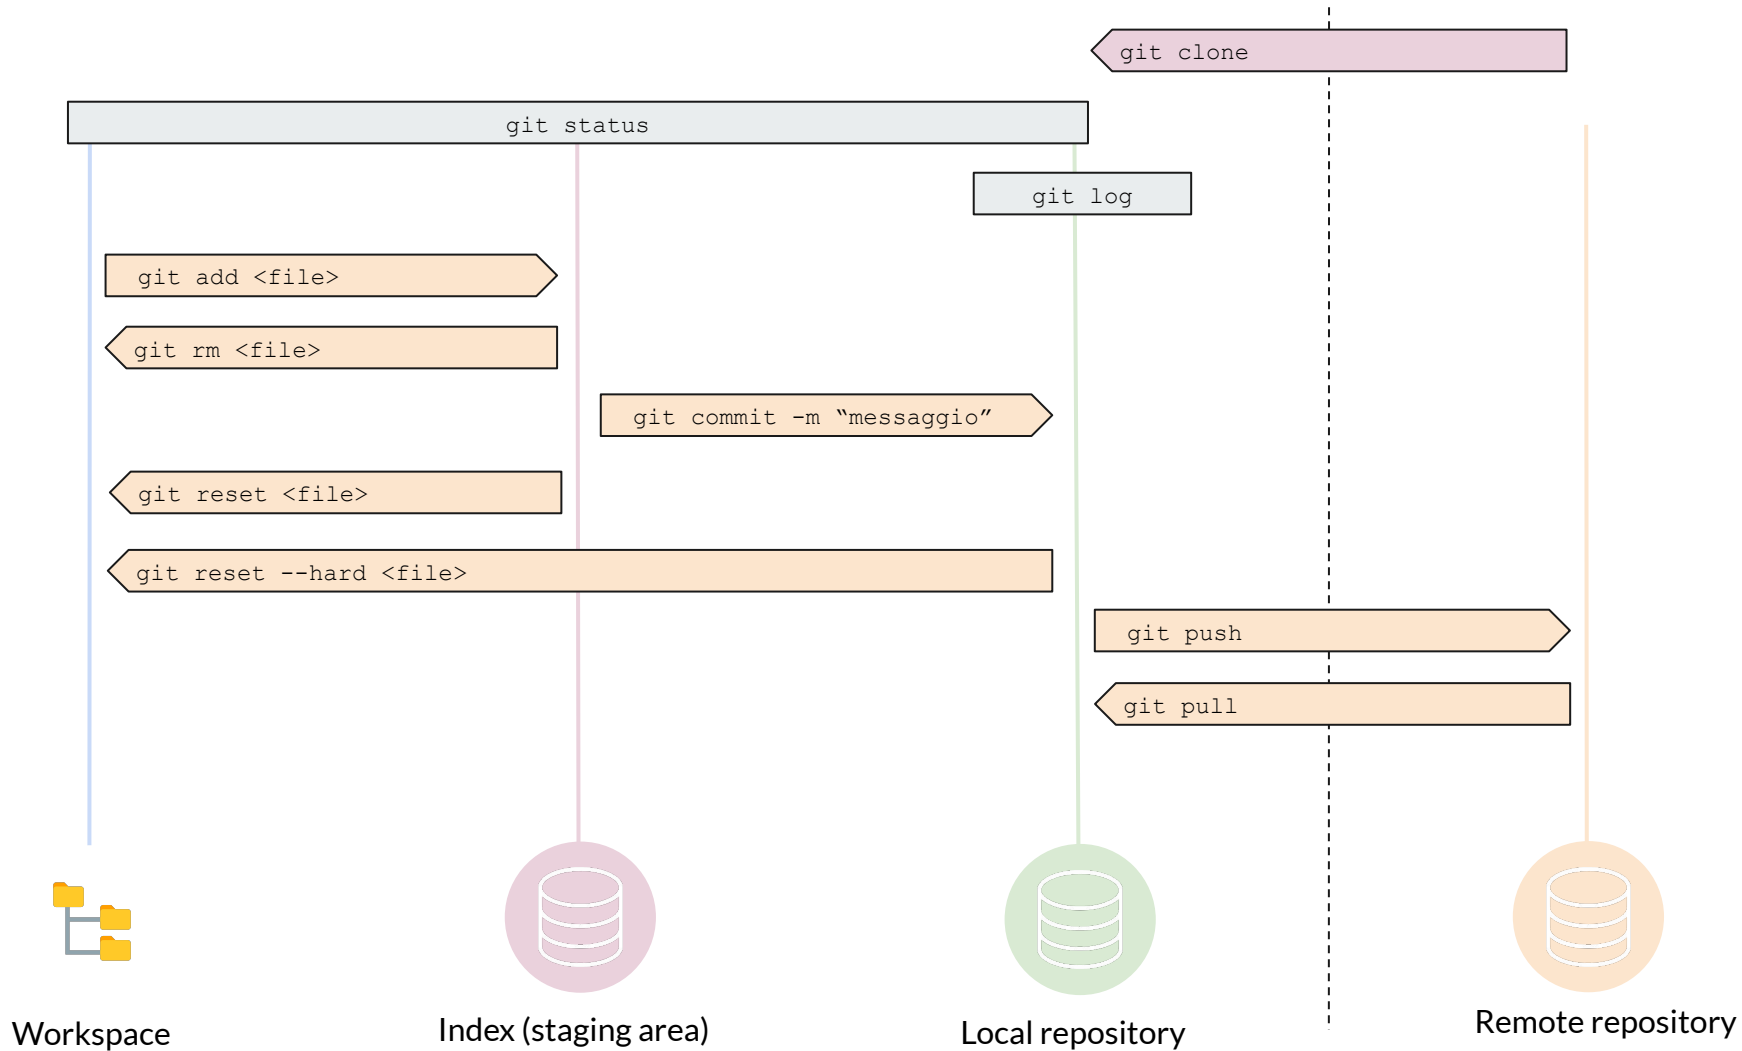 git clone
git status
git log
git add <file>
git rm <file>
git commit -m “messaggio”
git reset <file>
git reset --hard <file>
git push
git pull
Workspace
Index (staging area)
Local repository
Remote repository